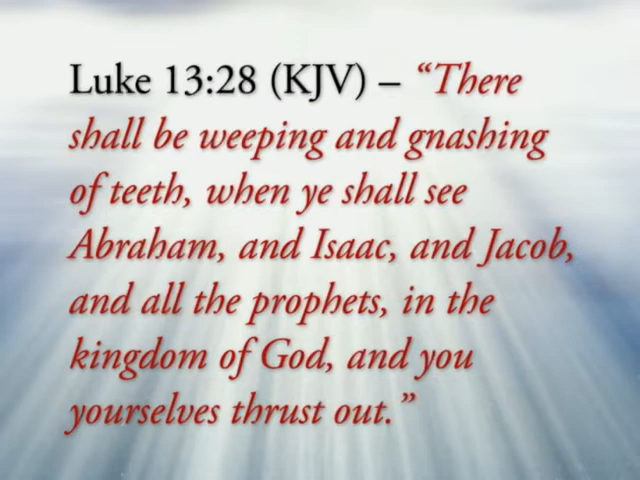 Luke 13:28 (KJV) – “There
shall be weeping and gnashing
of teeth, when ye shall see
Abraham, and Isaac, and Jacob,
and all the prophets, in the
kingdom of God, and you
yourselves thrust out.”